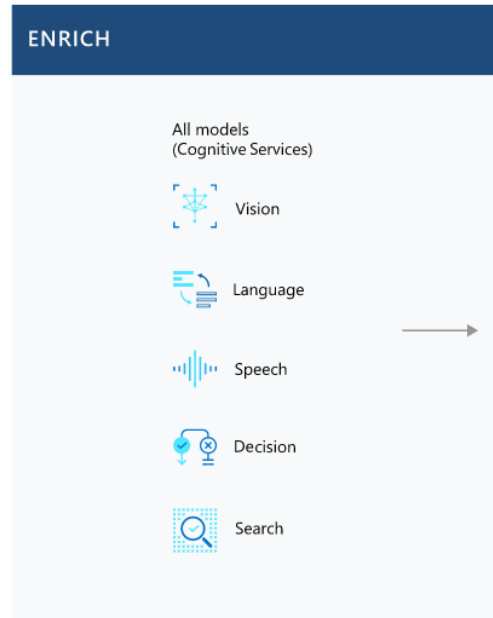 ENRICH
All models
(Cognitive Services)
Vision
Language
Speech
Decision
Search